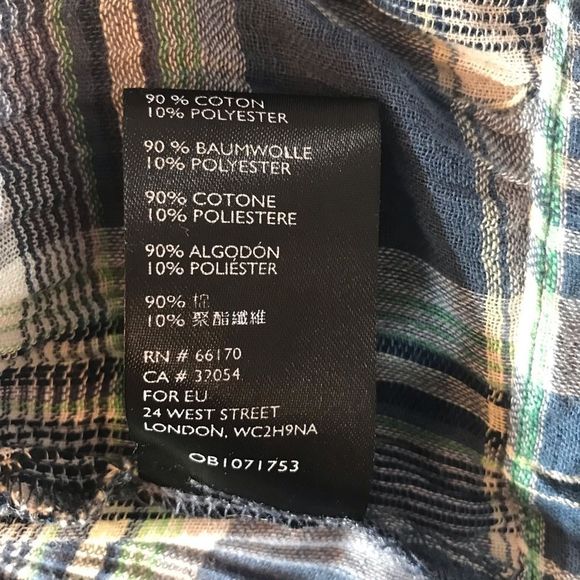 90 % COTON
10% POLYESTER
90 % BAUMWOLLE
10% POLYESTER
90% COTONE
10% POLIESTERE
90% ALGODÓN
10% POLIÉSTER
90% 棉
10% 聚酯纖維
RN # 66170
CA # 32054
FOR EU
24 WEST STREET
LONDON, WC2H9NA
OB1071753